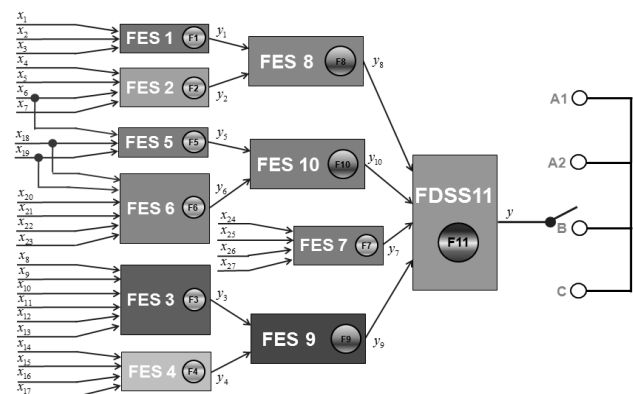 x1
x2
x3
FES 1 F1
y1
x4
x5
x6
x7
FES 2 F2
y2
FES 8 F8
y8
x18
x19
FES 5 F5
y5
x20
x21
x22
x23
FES 6 F6
y6
FES 10 F10
y10
x24
x25
x26
x27
FES 7 F7
y7
x8
x9
x10
x11
x12
x13
FES 3 F3
y3
x14
x15
x16
x17
FES 4 F4
y4
FES 9 F9
y9
FDSS11
F11
y
A1
A2
B
C